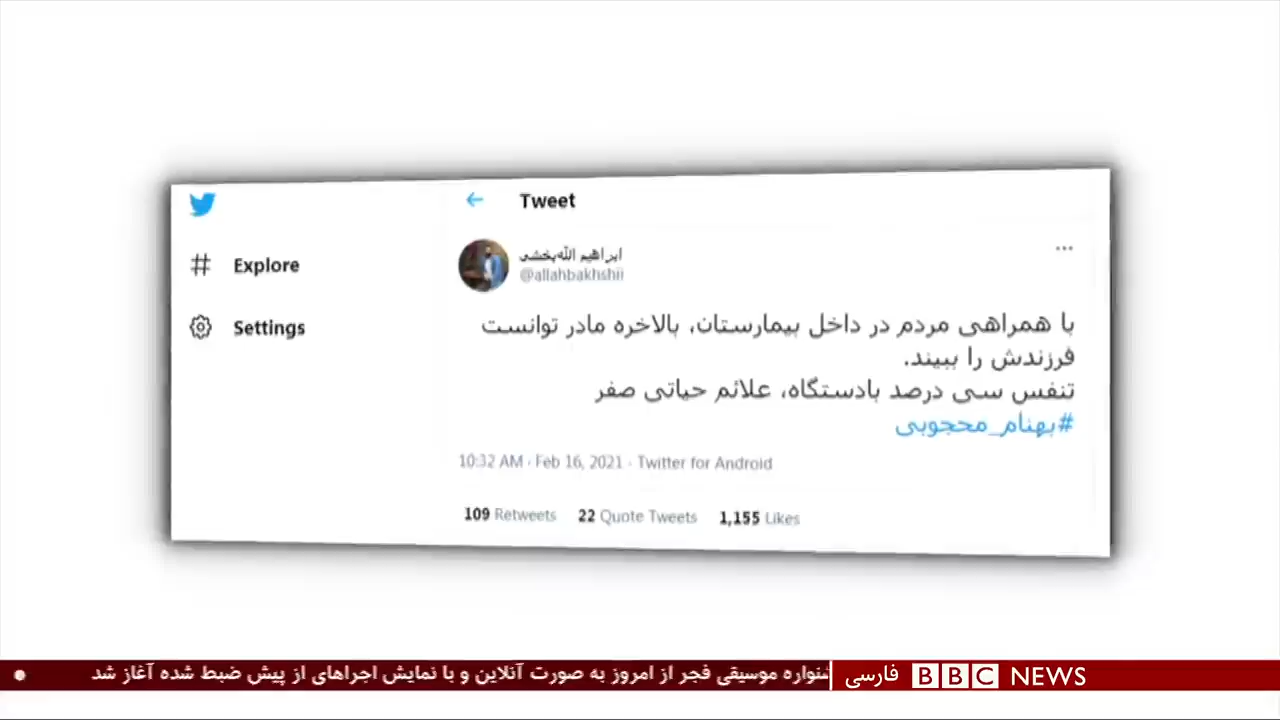 Tweet
Explore
Settings
ابراهیم الله‌بخشی
@allahbakhshii
با همراهی مردم در داخل بیمارستان، بالاخره مادر توانست
فرزندش را ببیند.
تنفس سی درصد بادستگاه، علائم حیاتی صفر
#بهنام_محجوبی
10:32 AM · Feb 16, 2021 · Twitter for Android
109 Retweets 22 Quote Tweets 1,155 Likes
شنواره موسیقی فجر از امروز به صورت آنلاین و با نمایش اجراهای از پیش ضبط شده آغاز شد
BBC NEWS فارسی